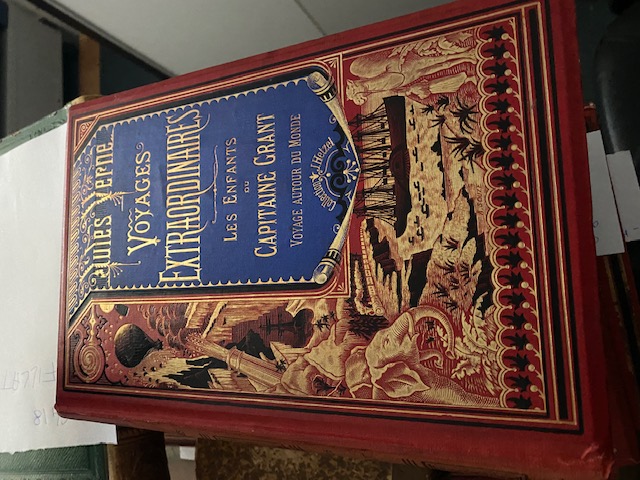 Jules Verne
VOYAGES
EXTRAORDINAIRES
LES ENFANTS
DU
CAPITAINE GRANT
VOYAGE AUTOUR DU MONDE
Collection J. Hetzel